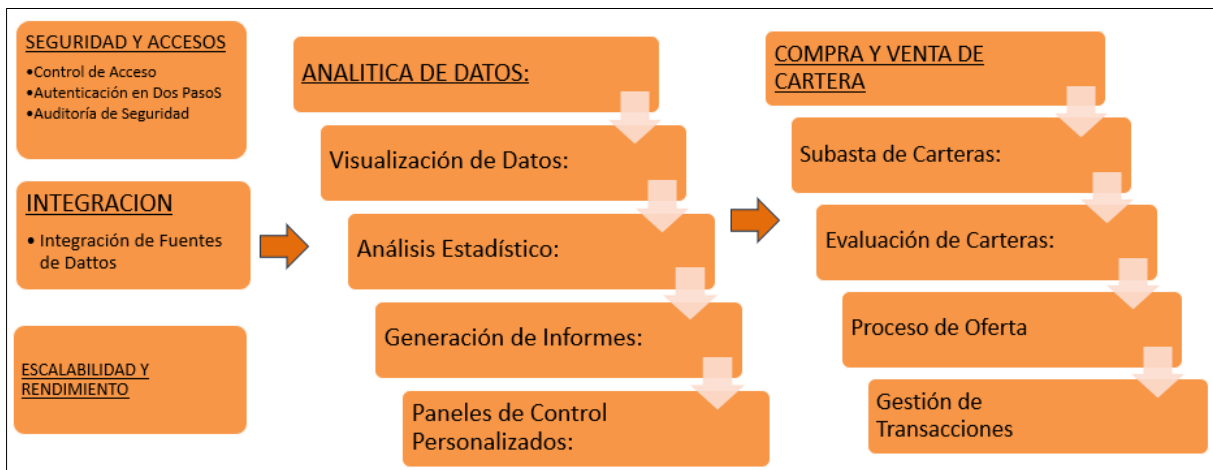 SEGURIDAD Y ACCESOS
•Control de Acceso
•Autenticación en Dos PasoS
•Auditoría de Seguridad
INTEGRACION
• Integración de Fuentes
de Dattos
ESCALABILIDAD Y
RENDIMIENTO
ANALITICA DE DATOS:
Visualización de Datos:
Análisis Estadístico:
Generación de Informes:
Paneles de Control
Personalizados:
COMPRA Y VENTA DE
CARTERA
Subasta de Carteras:
Evaluación de Carteras:
Proceso de Oferta
Gestión de
Transacciones